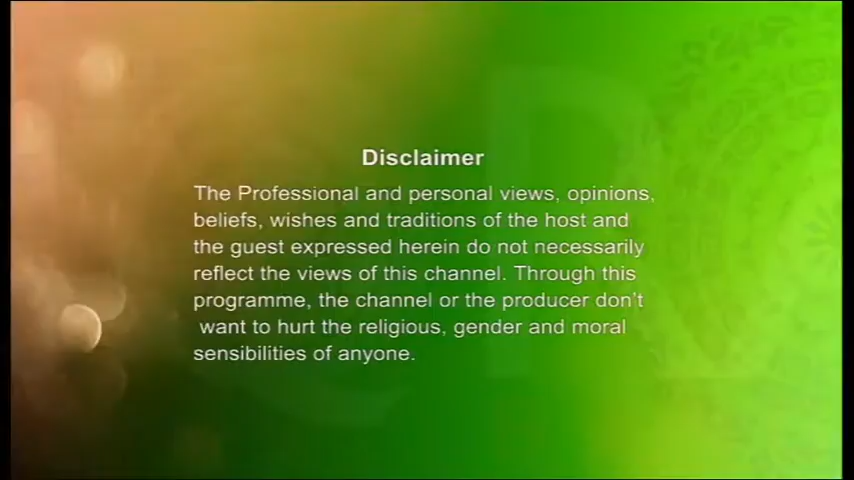 Disclaimer
The Professional and personal views, opinions,
beliefs, wishes and traditions of the host and
the guest expressed herein do not necessarily
reflect the views of this channel. Through this
programme, the channel or the producer don't
want to hurt the religious, gender and moral
sensibilities of anyone.